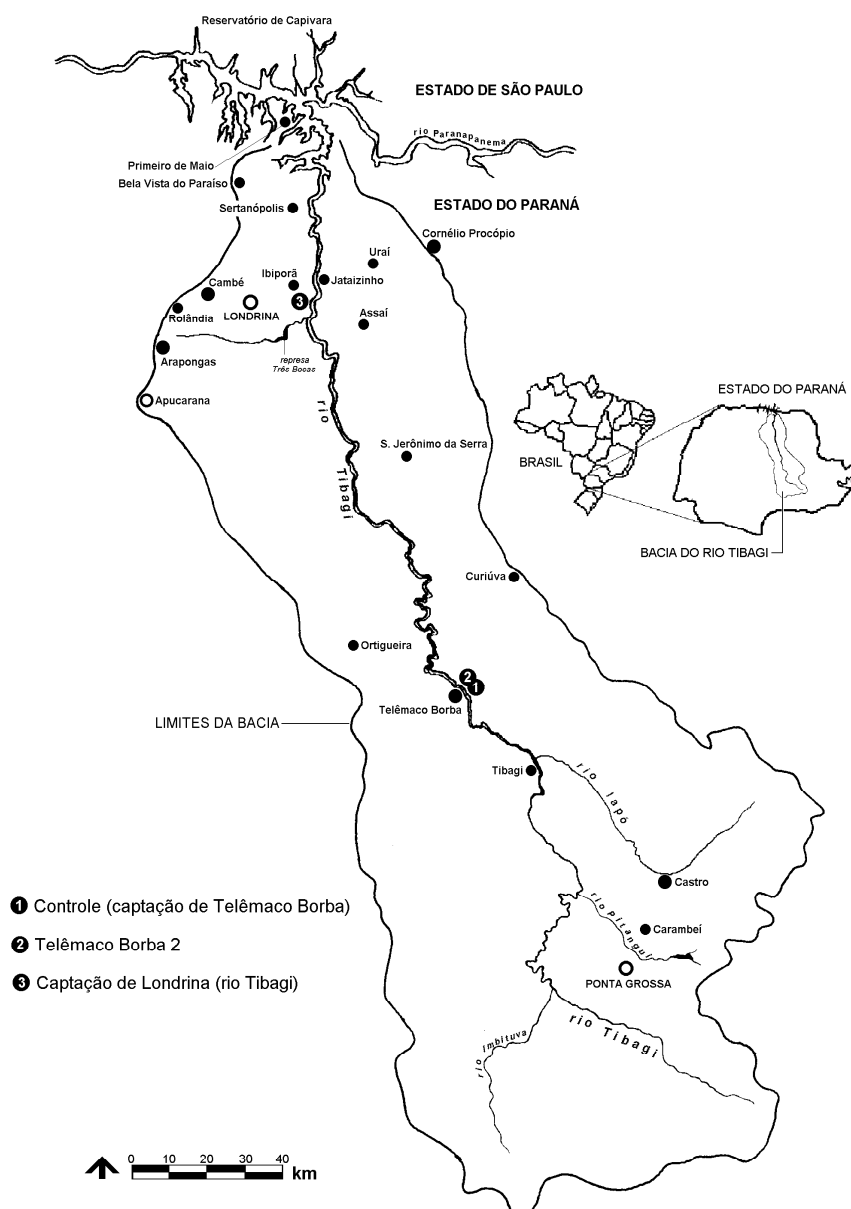 Reservatório de Capivara
ESTADO DE SÃO PAULO
rio Paranapanema
Primeiro de Maio
Bela Vista do Paraíso
Sertanópolis
ESTADO DO PARANÁ
Cornélio Procópio
Uraí
Ibiporã
Jataizinho
Cambé
3
Rolândia
LONDRINA
Assaí
Arapongas
represa
Três Bocas
Apucarana
rio Tibagi
S. Jerônimo da Serra
ESTADO DO PARANÁ
BRASIL
BACIA DO RIO TIBAGI
Curiúva
Ortigueira
2
1
Telêmaco Borba
LIMITES DA BACIA
Tibagi
rio Iapó
Castro
1 Controle (captação de Telêmaco Borba)
rio Pitangui
Carambeí
2 Telêmaco Borba 2
3 Captação de Londrina (rio Tibagi)
PONTA GROSSA
rio Tibagi
rio Imbituva
0 10 20 30 40
km